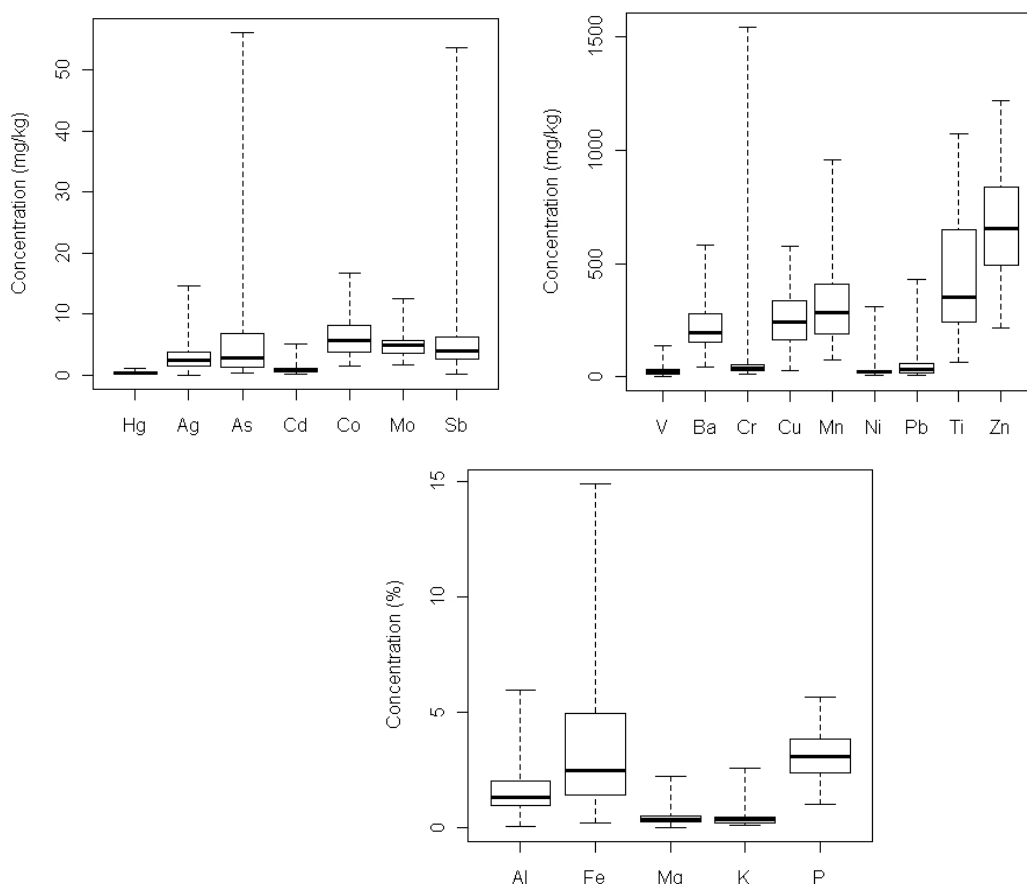 Concentration (mg/kg)
50
40
30
20
10
0
Hg Ag As Cd Co Mo Sb
Concentration (mg/kg)
1500
1000
500
0
V Ba Cr Cu Mn Ni Pb Ti Zn
Concentration (%)
15
10
5
0
Al Fe Mg K P